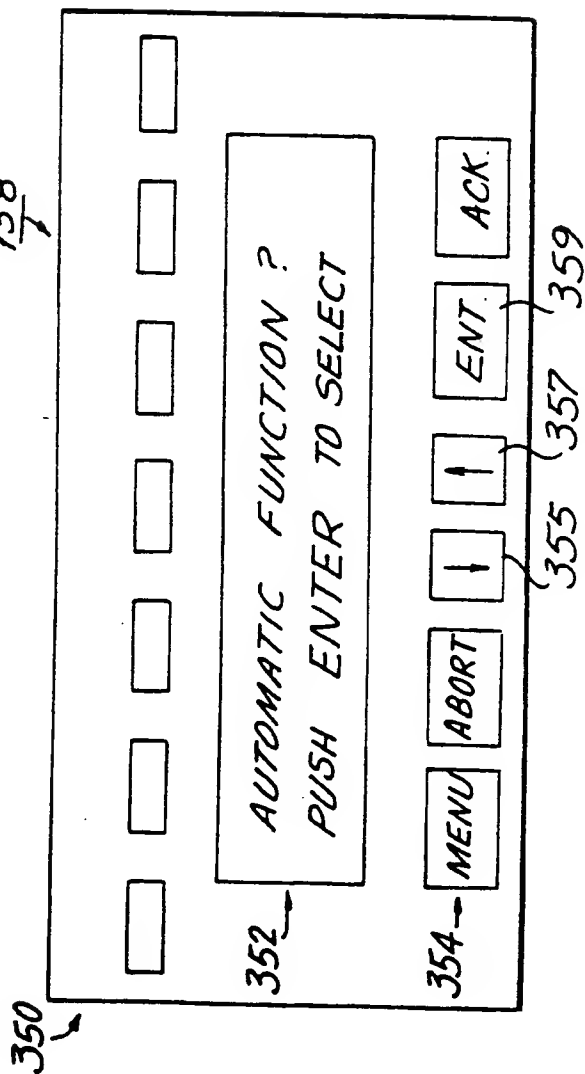 350
352
AUTOMATIC FUNCTION ?
PUSH ENTER TO SELECT
354
MENU ABORT ↓ ↑ ENT. ACK.
355 357 359